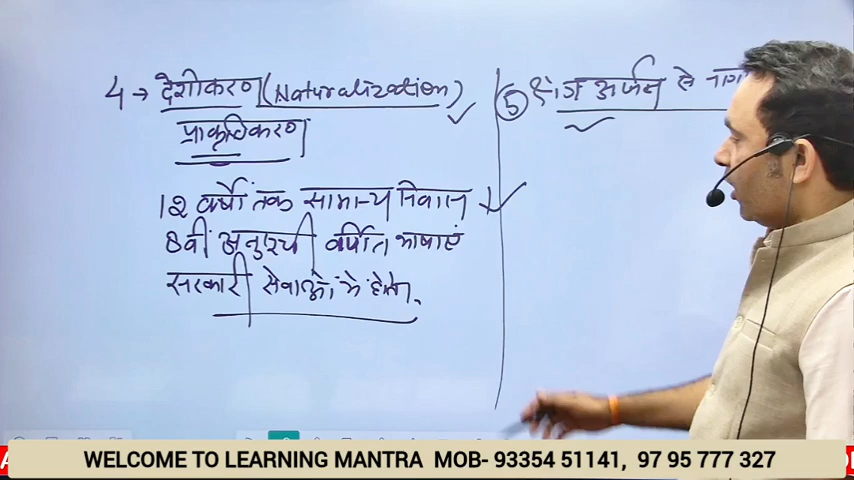 4 → देशीकरण (Naturalization)
प्राकृतिकरण
12 वर्षो तक सामान्य निवास
8वीं अनुसूची वर्णित भाषाएं
सरकारी सेवाओं में होना.
5 अर्जन से
WELCOME TO LEARNING MANTRA MOB- 93354 51141, 97 95 777 327